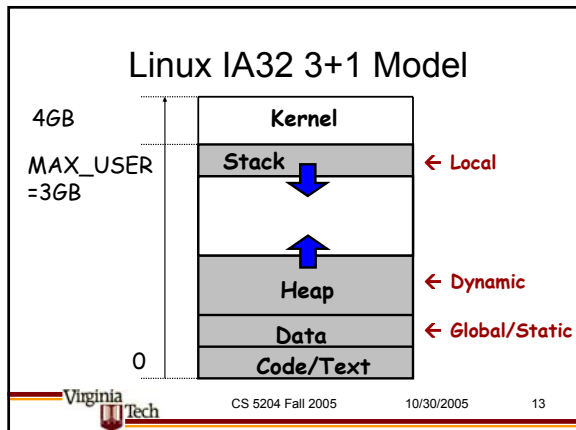 Linux IA32 3+1 Model
4GB
Kernel
MAX_USER
=3GB
Stack
← Local
Heap
← Dynamic
Data
← Global/Static
0
Code/Text
Virginia Tech
CS 5204 Fall 2005
10/30/2005
13